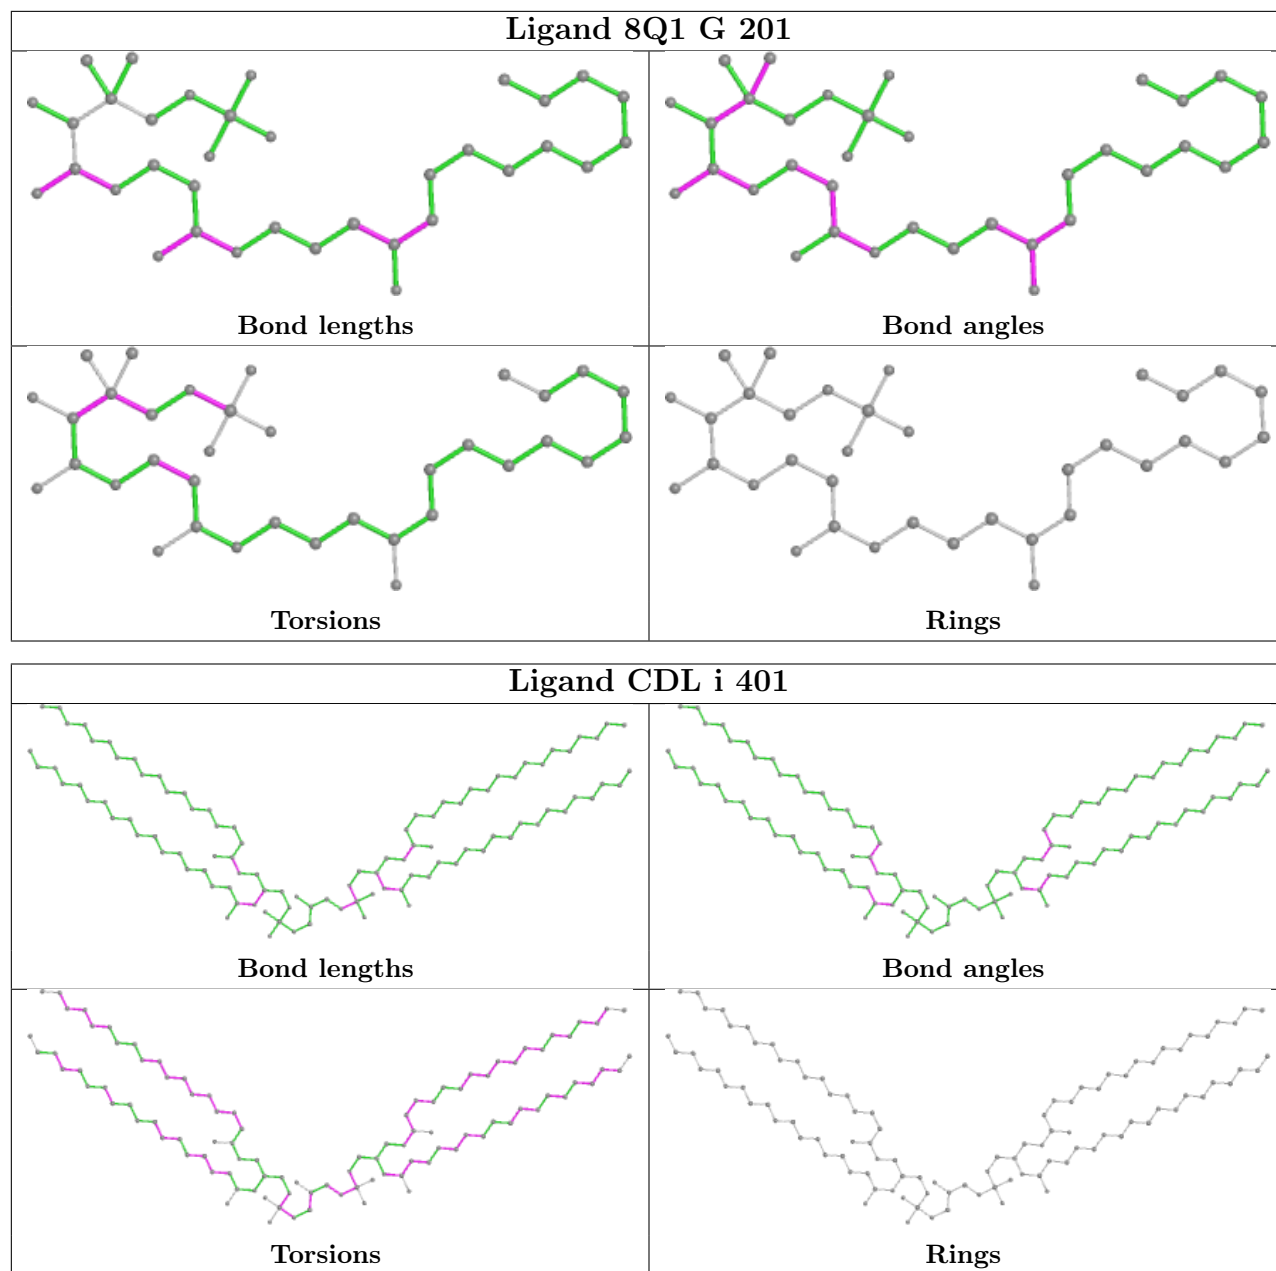 Ligand 8Q1 G 201
Bond lengths
Bond angles
Torsions
Rings
Ligand CDL i 401
Bond lengths
Bond angles
Torsions
Rings